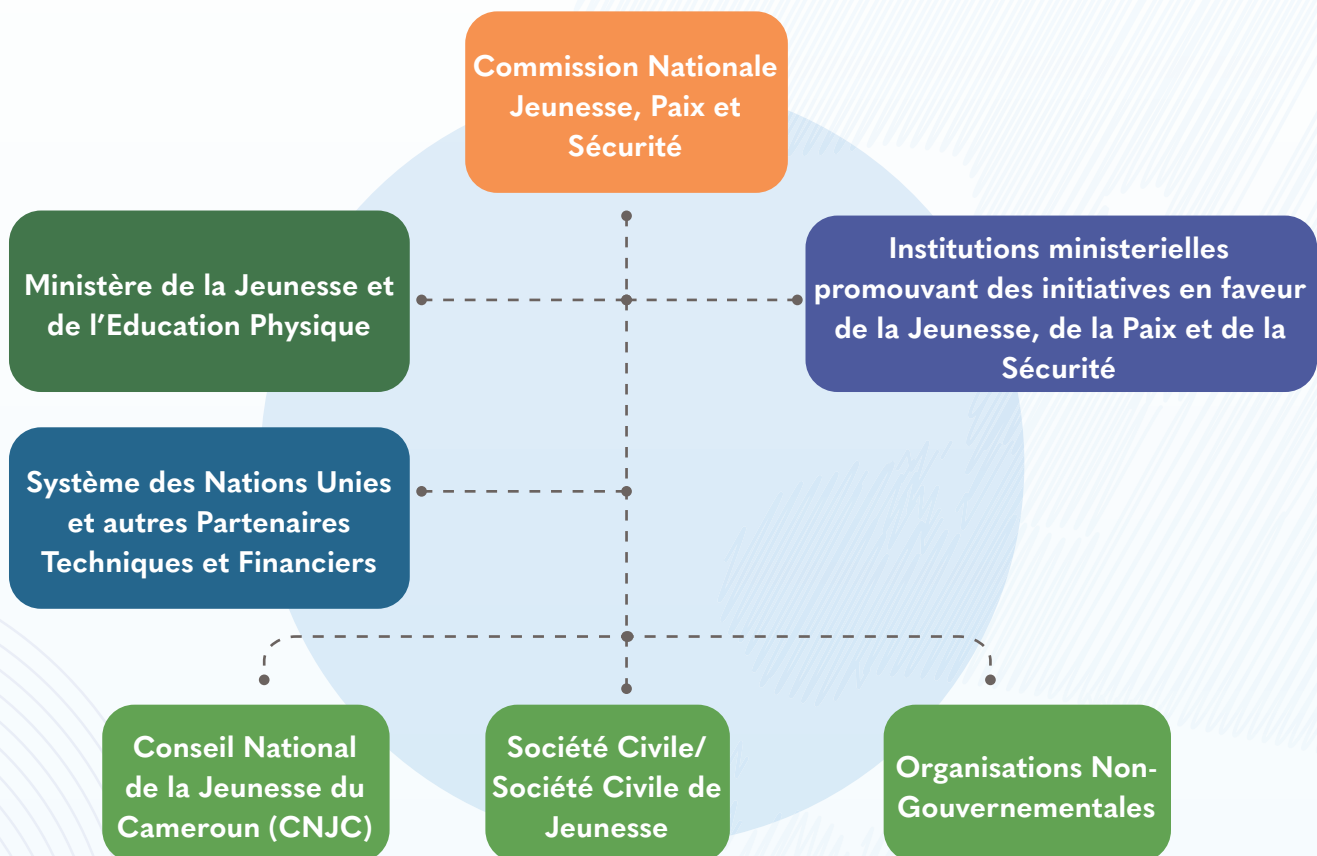 Commission Nationale
Jeunesse, Paix et
Sécurité
Ministère de la Jeunesse et
de l’Education Physique
Institutions ministerielles
promouvant des initiatives en faveur
de la Jeunesse, de la Paix et de la
Sécurité
Système des Nations Unies
et autres Partenaires
Techniques et Financiers
Conseil National
de la Jeunesse du
Cameroun (CNJC)
Société Civile/
Société Civile de
Jeunesse
Organisations Non-
Gouvernementales